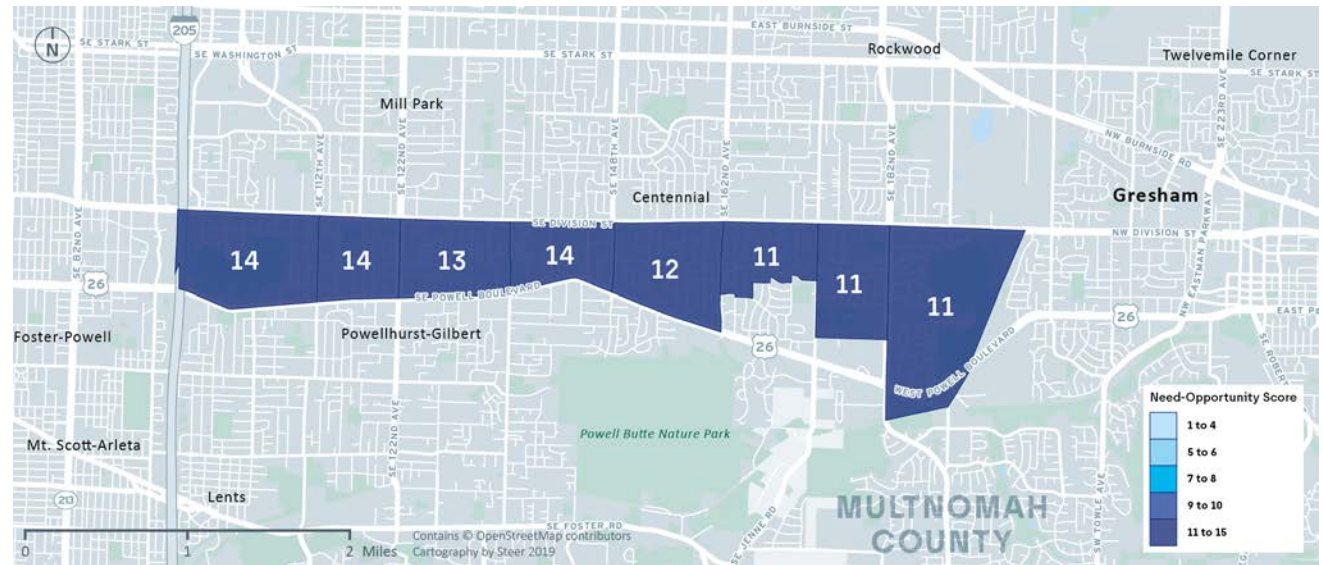 N
205
SE STARK ST
SE WASHINGTON ST
EAST BURNSIDE ST
Rockwood
Twelvemile Corner
SE STARK ST
SE STARK ST
Mill Park
SE 112TH AVE
SE 122ND AVE
SE 148TH AVE
SE 162ND AVE
SE 182ND AVE
SE 223RD AVE
NW BURNSIDE RD
Centennial
Gresham
SE DIVISION ST
NW DIVISION ST
SE 82ND AVE
NW EASTMAN PARKWAY
26
14
14
13
14
12
11
11
11
SE POWELL BOULEVARD
Foster-Powell
Powellhurst-Gilbert
26
WEST POWELL BOULEVARD
26
SE ROBERT
Need-Opportunity Score
1 to 4
5 to 6
7 to 8
9 to 10
11 to 15
Mt. Scott-Arleta
SE 122ND AVE
Powell Butte Nature Park
213
Lents
SE FOSTER RD
SE JENNE RD
MULTNOMAH
COUNTY
SW TOWLE AVE
0 1 2 Miles
Contains © OpenStreetMap contributors
Cartography by Steer 2019